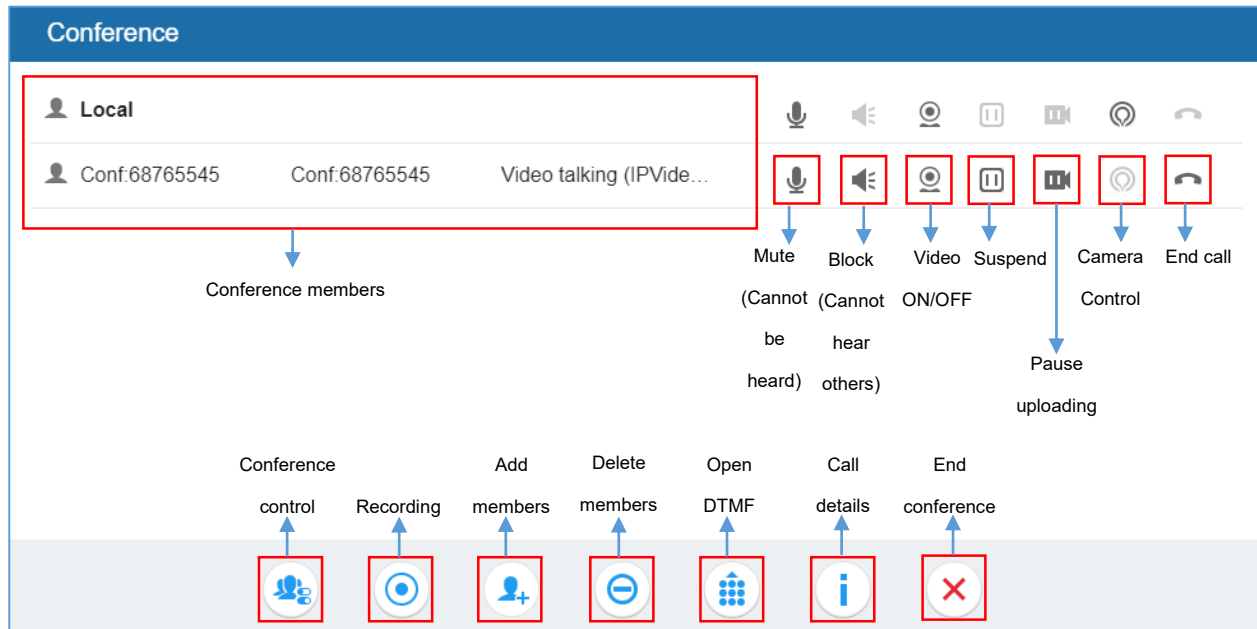 Conference
Local
Conf:68765545 Conf:68765545 Video talking (IPVide...
Conference members
Mute
(Cannot
be
heard)
Block
(Cannot
hear
others)
Video
ON/OFF
Suspend
Pause
uploading
Camera
Control
End call
Conference
control
Recording
Add
members
Delete
members
Open
DTMF
Call
details
End
conference